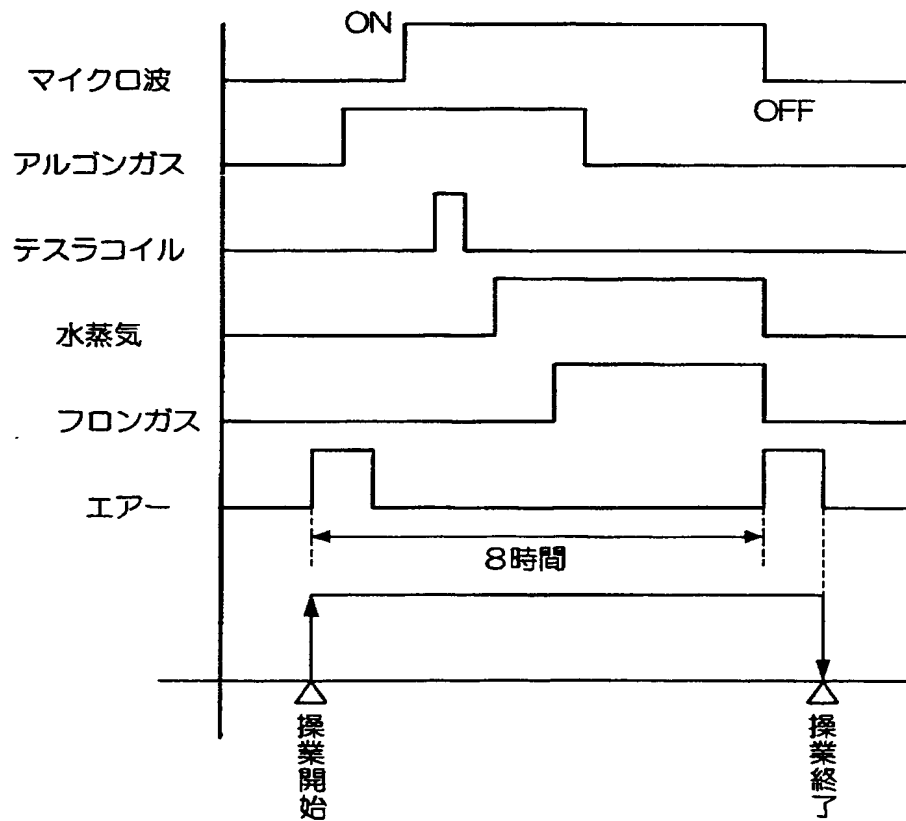 ON
マイクロ波
OFF
アルゴンガス
テスラコイル
水蒸気
フロンガス
エアー
8時間
操業開始
操業終了